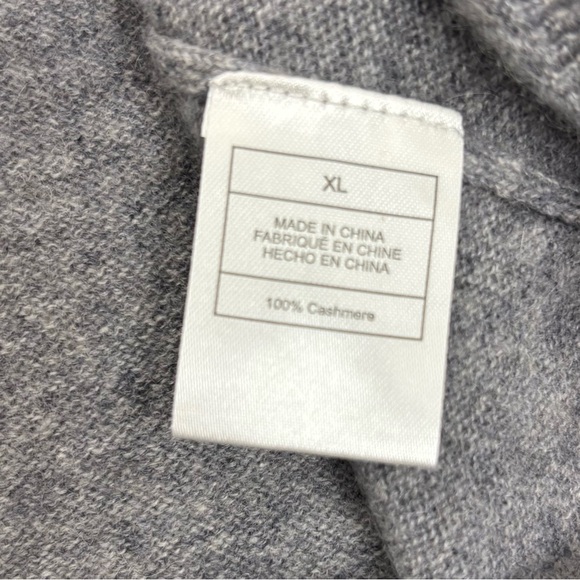 XL
MADE IN CHINA
FABRIQUÉ EN CHINE
HECHO EN CHINA
100% Cashmere